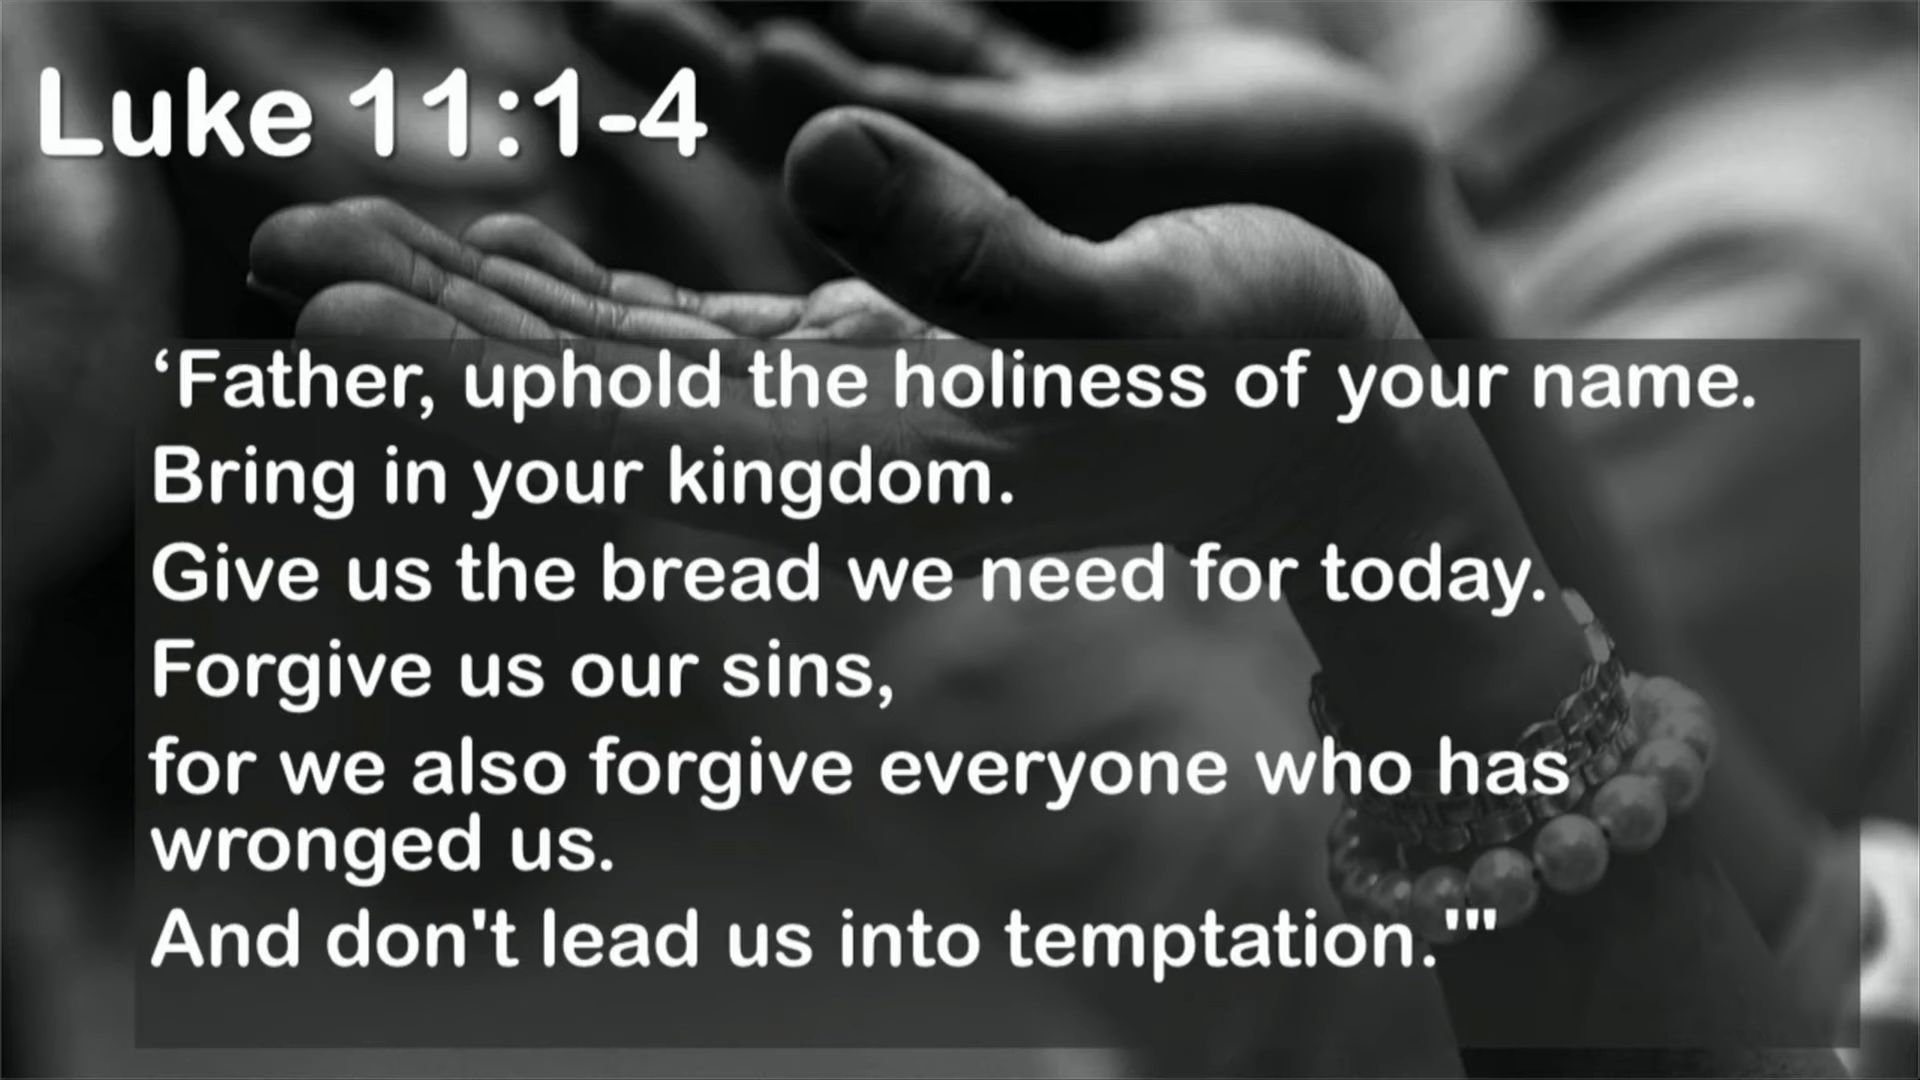 Luke 11:1-4
‘Father, uphold the holiness of your name.
Bring in your kingdom.
Give us the bread we need for today.
Forgive us our sins,
for we also forgive everyone who has
wronged us.
And don't lead us into temptation.'"